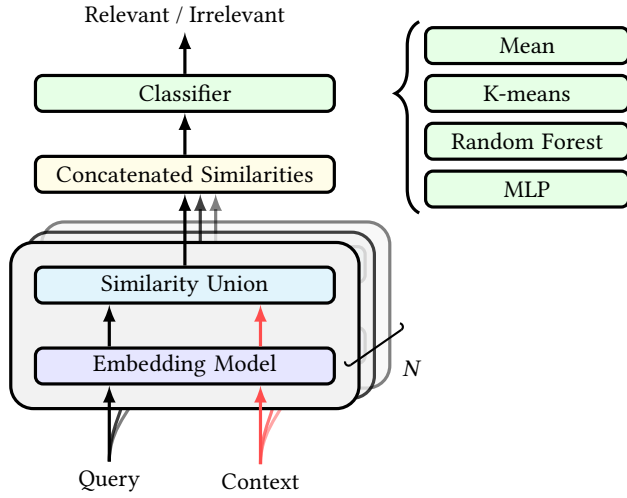 Relevant / Irrelevant
Classifier
Concatenated Similarities
Similarity Union
Embedding Model
N
Query
Context
Mean
K-means
Random Forest
MLP